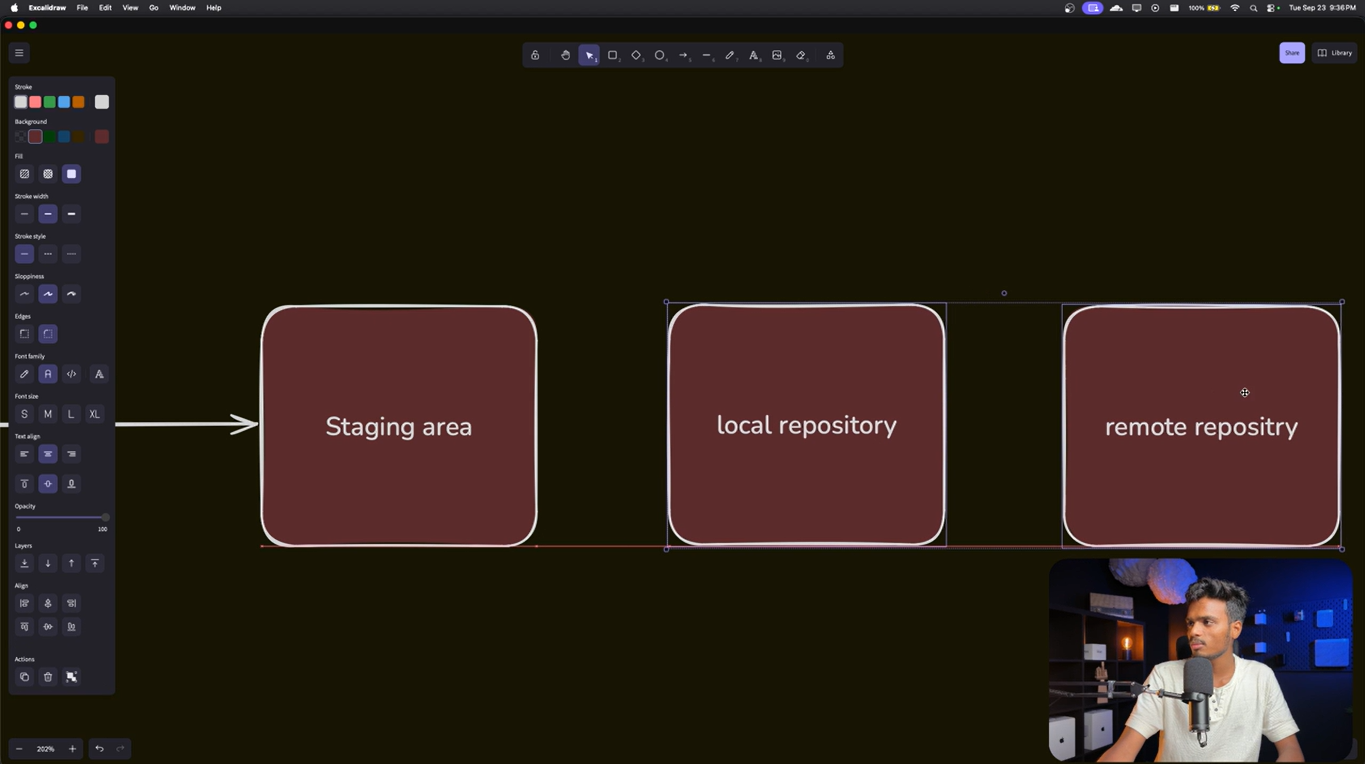 Excalidraw File Edit View Go Window Help
100% Tue Sep 23 9:36PM
Share Library
Stroke
Background
Fill
Stroke width
Stroke style
Sloppiness
Edges
Font family
Font size
S M L XL
Text align
Opacity
0 100
Layers
Align
Actions
202%
Staging area
local repository
remote repositry